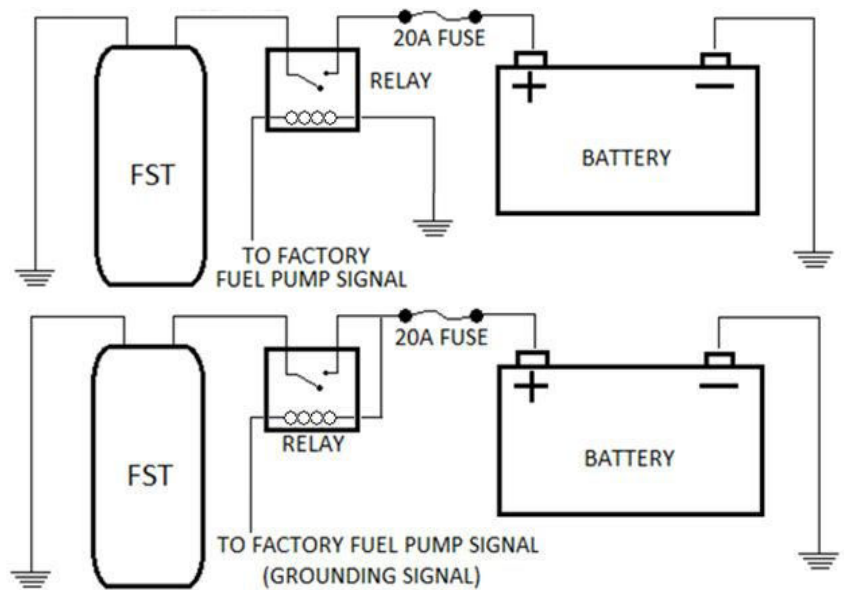 20A FUSE
RELAY
+
—
FST
BATTERY
TO FACTORY
FUEL PUMP SIGNAL
20A FUSE
+
—
RELAY
FST
BATTERY
TO FACTORY FUEL PUMP SIGNAL
(GROUNDING SIGNAL)